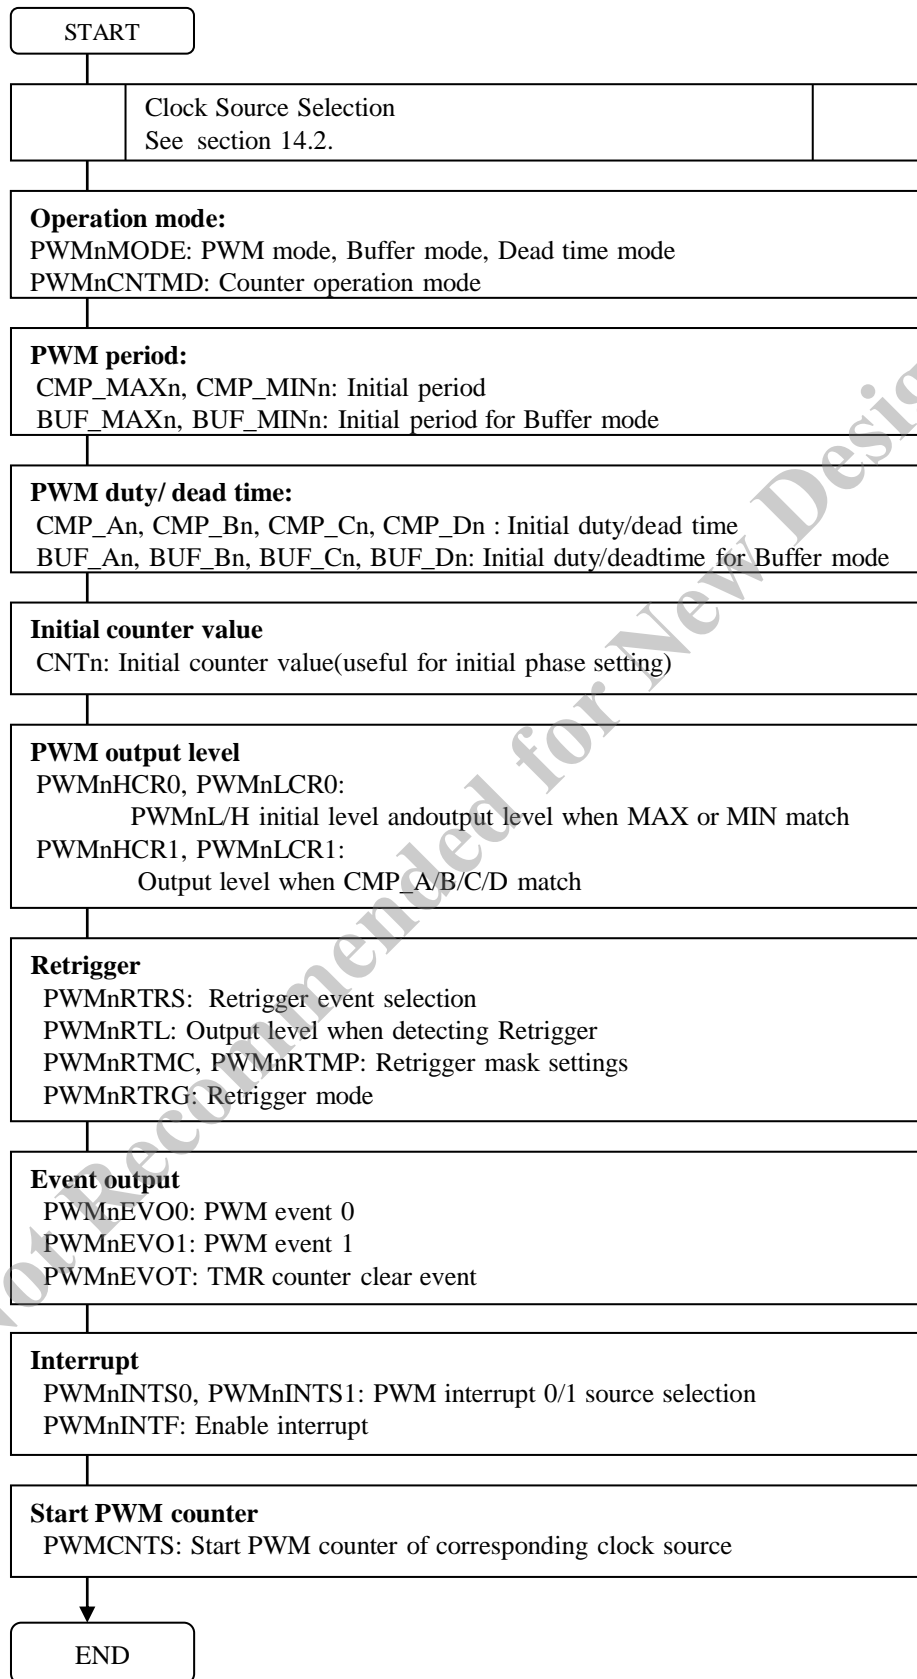 START
Clock Source Selection
See section 14.2.
Operation mode:
PWMnMODE: PWM mode, Buffer mode, Dead time mode
PWMnCNTMD: Counter operation mode
PWM period:
CMP_MAXn, CMP_MINn: Initial period
BUF_MAXn, BUF_MINn: Initial period for Buffer mode
PWM duty/ dead time:
CMP_An, CMP_Bn, CMP_Cn, CMP_Dn : Initial duty/dead time
BUF_An, BUF_Bn, BUF_Cn, BUF_Dn: Initial duty/deadtime for Buffer mode
Initial counter value
CNTn: Initial counter value(useful for initial phase setting)
PWM output level
PWMnHCR0, PWMnLCR0:
PWMnL/H initial level andoutput level when MAX or MIN match
PWMnHCR1, PWMnLCR1:
Output level when CMP_A/B/C/D match
Retrigger
PWMnRTRS: Retrigger event selection
PWMnRTL: Output level when detecting Retrigger
PWMnRTMC, PWMnRTMP: Retrigger mask settings
PWMnRTRG: Retrigger mode
Event output
PWMnEVO0: PWM event 0
PWMnEVO1: PWM event 1
PWMnEVOT: TMR counter clear event
Interrupt
PWMnINTS0, PWMnINTS1: PWM interrupt 0/1 source selection
PWMnINTF: Enable interrupt
Start PWM counter
PWMCNTS: Start PWM counter of corresponding clock source
END
Not Recommended for New Design